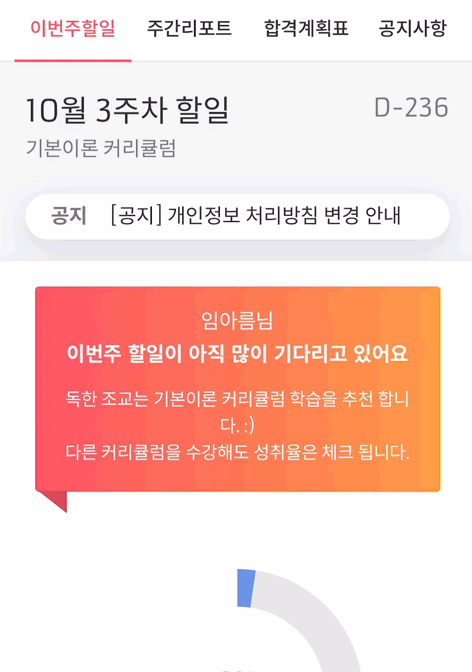 이번주할일 주간리포트 합격계획표 공지사항
10월 3주차 할일 D-236
기본이론 커리큘럼
공지 [공지] 개인정보 처리방침 변경 안내
임아름님
이번주 할일이 아직 많이 기다리고 있어요
독한 조교는 기본이론 커리큘럼 학습을 추천 합니
다. :)
다른 커리큘럼을 수강해도 성취율은 체크 됩니다.